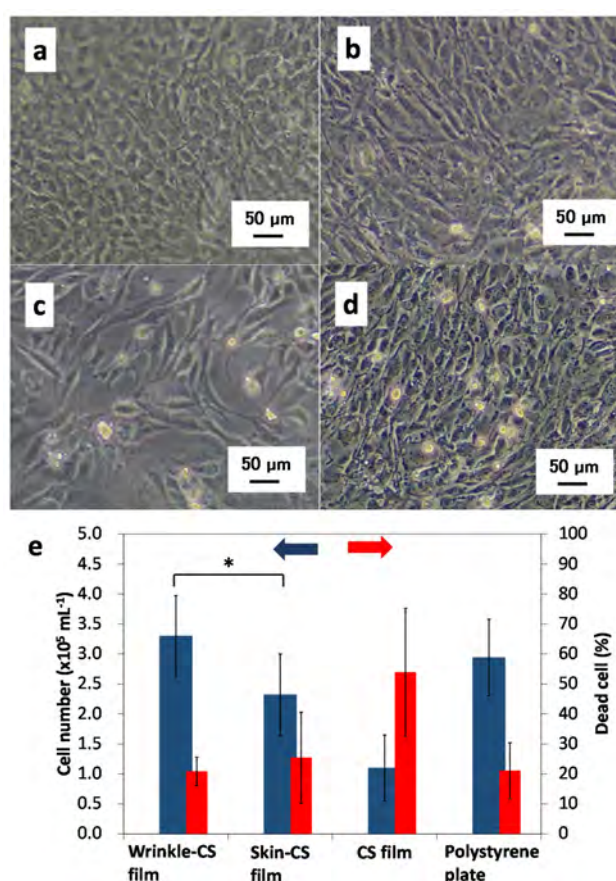 a
b
50 µm
50 µm
c
d
50 µm
50 µm
e
5.0
4.5
4.0
3.5
3.0
2.5
2.0
1.5
1.0
0.5
0.0
Cell number (x10⁵ mL⁻¹)
*
100
90
80
70
60
50
40
30
20
10
0
Dead cell (%)
Wrinkle-CS
film
Skin-CS
film
CS film
Polystyrene
plate